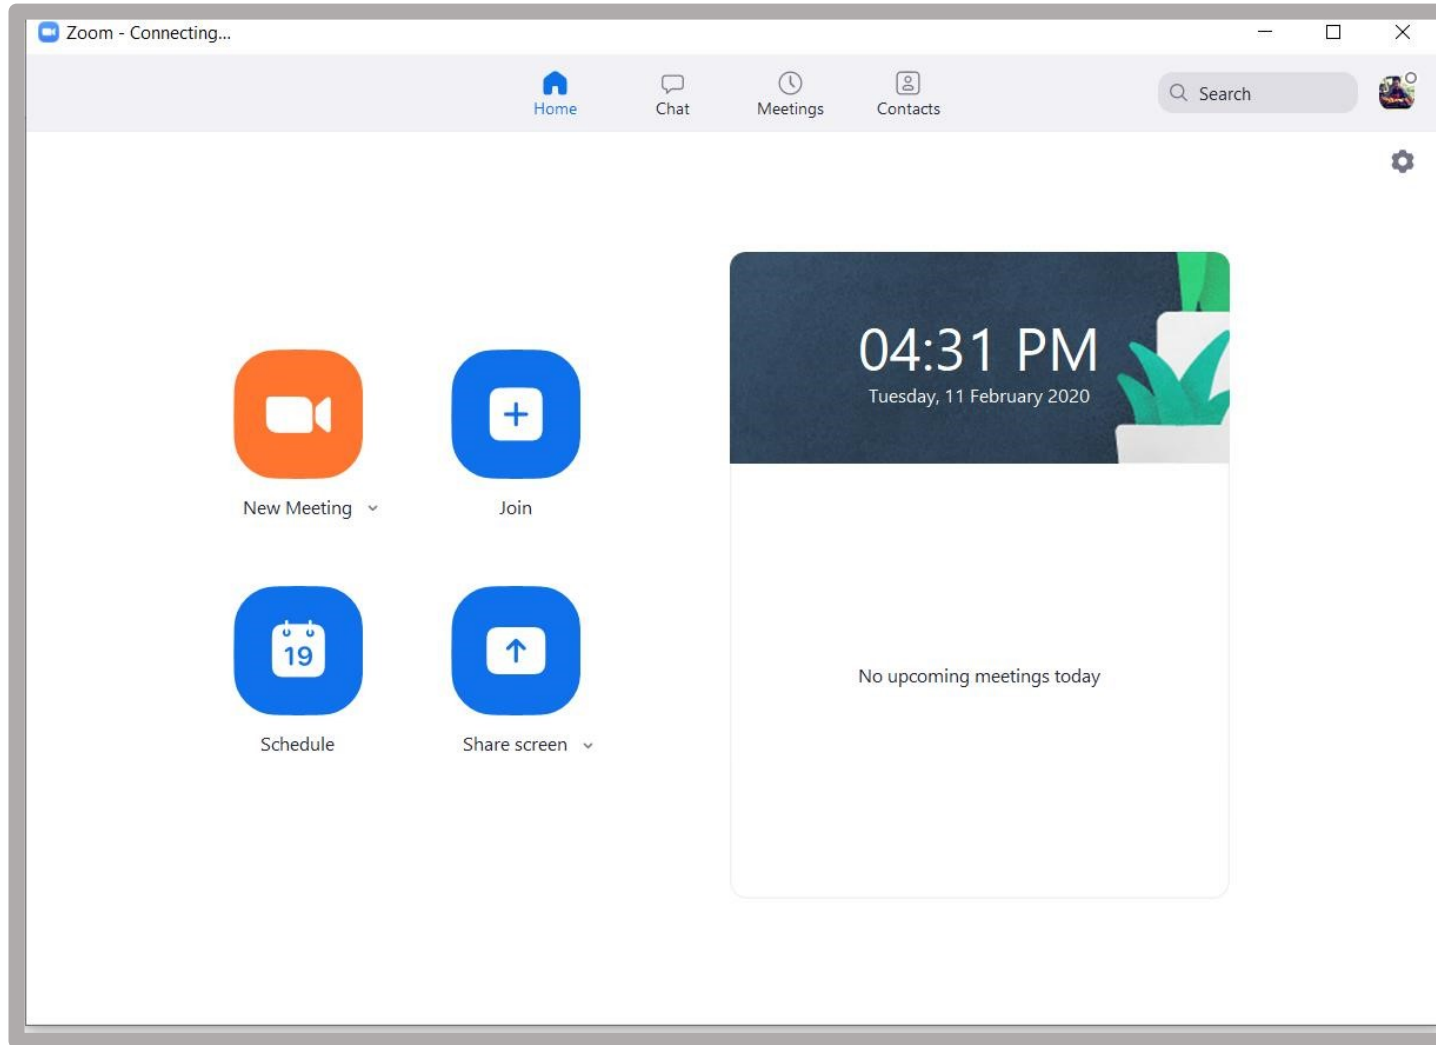 Zoom - Connecting...
Home
Chat
Meetings
Contacts
Search
04:31 PM
Tuesday, 11 February 2020
New Meeting
Join
19
Schedule
Share screen
No upcoming meetings today